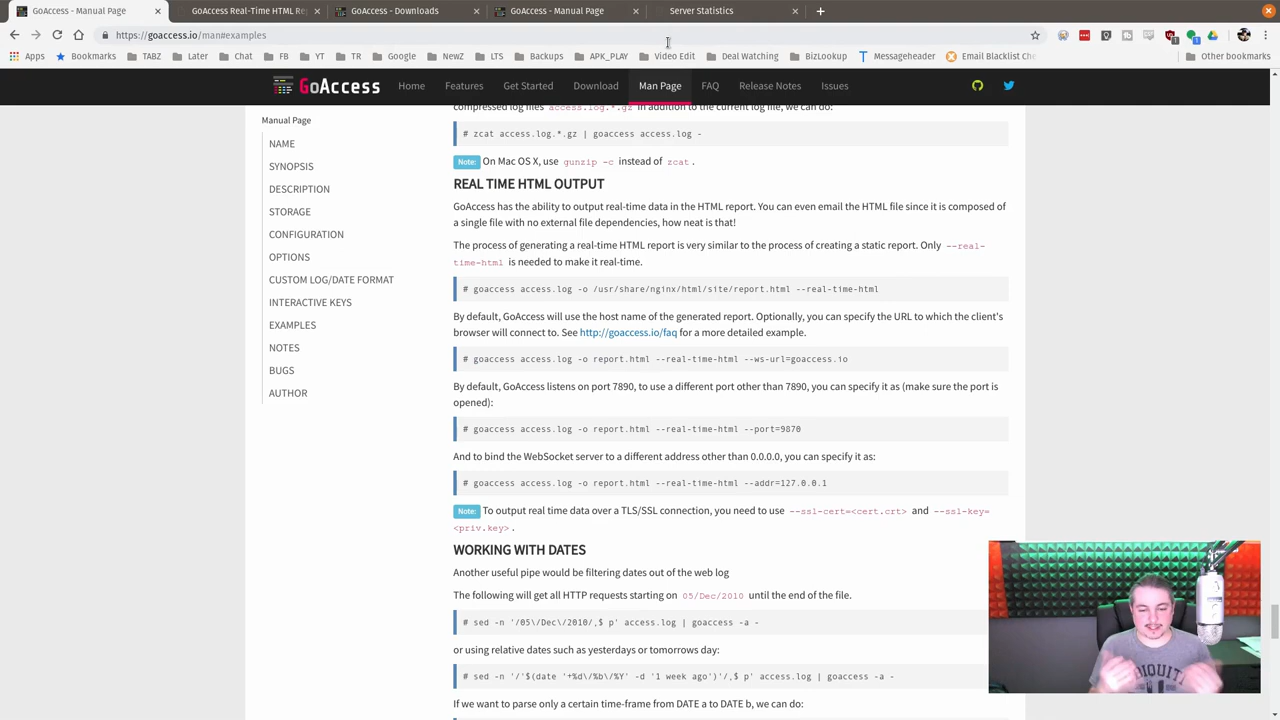 GoAccess - Manual Page
GoAccess Real-Time HTML Re
GoAccess - Downloads
GoAccess - Manual Page
Server Statistics
https://goaccess.io/man#examples
Apps
Bookmarks
TABZ
Later
Chat
FB
YT
TR
Google
NewZ
LTS
Backups
APK_PLAY
Video Edit
Deal Watching
BizLookup
Messageheader
Email Blacklist Che
Other bookmarks
GoAccess
Home
Features
Get Started
Download
Man Page
FAQ
Release Notes
Issues
Manual Page
NAME
SYNOPSIS
DESCRIPTION
STORAGE
CONFIGURATION
OPTIONS
CUSTOM LOG/DATE FORMAT
INTERACTIVE KEYS
EXAMPLES
NOTES
BUGS
AUTHOR
compressed log files access.log.*.gz in addition to the current log file, we can do:
# zcat access.log.*.gz | goaccess access.log -
Note: On Mac OS X, use gunzip -c instead of zcat .
REAL TIME HTML OUTPUT
GoAccess has the ability to output real-time data in the HTML report. You can even email the HTML file since it is composed of
a single file with no external file dependencies, how neat is that!
The process of generating a real-time HTML report is very similar to the process of creating a static report. Only --real-
time-html is needed to make it real-time.
# goaccess access.log -o /usr/share/nginx/html/site/report.html --real-time-html
By default, GoAccess will use the host name of the generated report. Optionally, you can specify the URL to which the client's
browser will connect to. See http://goaccess.io/faq for a more detailed example.
# goaccess access.log -o report.html --real-time-html --ws-url=goaccess.io
By default, GoAccess listens on port 7890, to use a different port other than 7890, you can specify it as (make sure the port is
opened):
# goaccess access.log -o report.html --real-time-html --port=9870
And to bind the WebSocket server to a different address other than 0.0.0.0, you can specify it as:
# goaccess access.log -o report.html --real-time-html --addr=127.0.0.1
Note: To output real time data over a TLS/SSL connection, you need to use --ssl-cert=<cert.crt> and --ssl-key=
<priv.key> .
WORKING WITH DATES
Another useful pipe would be filtering dates out of the web log
The following will get all HTTP requests starting on 05/Dec/2010 until the end of the file.
# sed -n '/05\/Dec\/2010/,$ p' access.log | goaccess -a -
or using relative dates such as yesterdays or tomorrows day:
# sed -n '/'$(date '+%d\/%b\/%Y' -d '1 week ago')'/,$ p' access.log | goaccess -a -
If we want to parse only a certain time-frame from DATE a to DATE b, we can do: